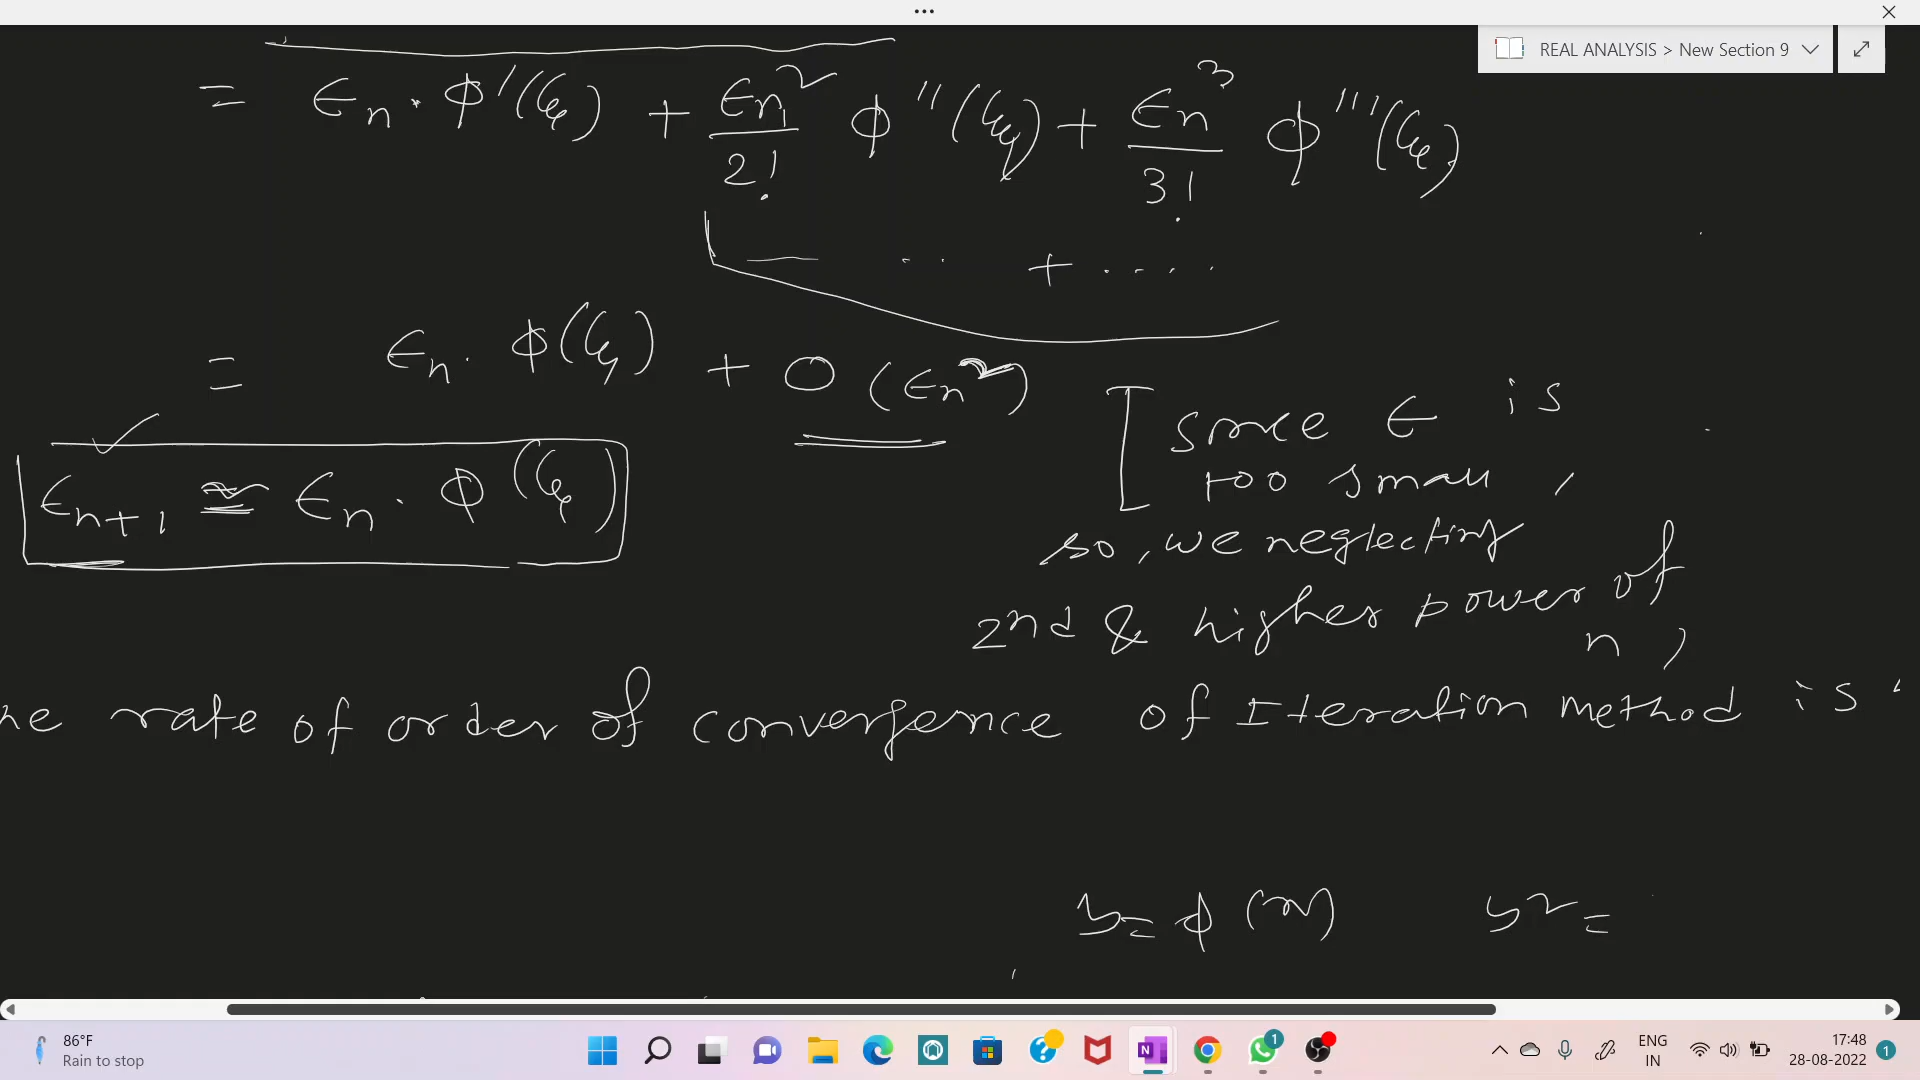 REAL ANALYSIS > New Section 9
= ϵn · ϕ'(ξ) + ϵn²/2! ϕ''(ξ) + ϵn³/3! ϕ'''(ξ)
+ ....
= ϵn · ϕ(ξ) + O(ϵn²)
[since ϵ is
too small,
ϵn+1 ≅ ϵn · ϕ(ξ)
so, we neglecting
2nd & higher power of
n,
he rate of order of convergence of Iteration method is '
y = ϕ(x)
86°F
Rain to stop
ENG
IN
17:48
28-08-2022
1
1